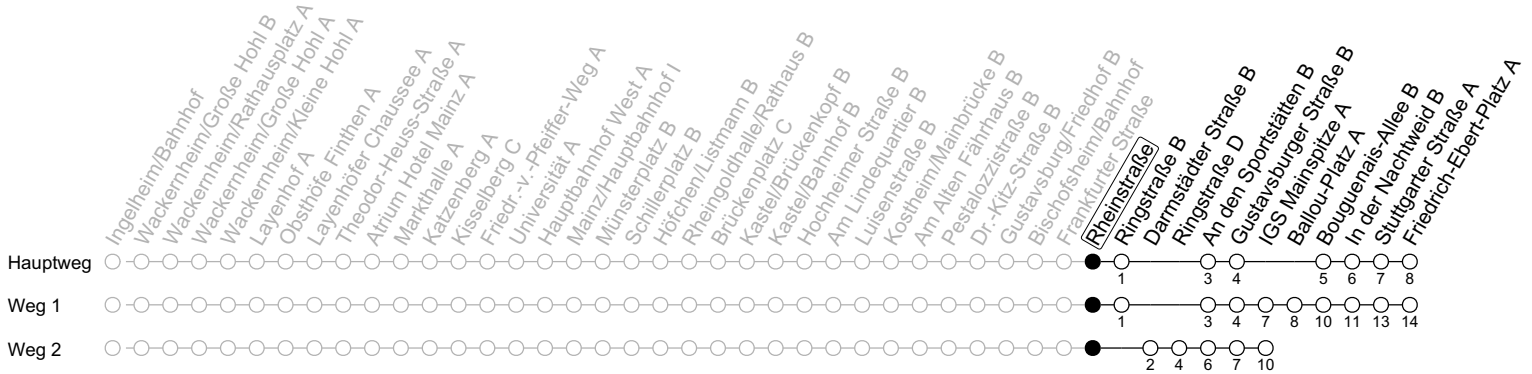 Ingelheim/Bahnhof
Wackernheim/Große Hohl B
Wackernheim/Rathausplatz A
Wackernheim/Große Hohl A
Wackernheim/Kleine Hohl A
Layenhof A
Obsthöfe Finthen A
Layenhöfer Chaussee A
Theodor-Heuss-Straße A
Atrium Hotel Mainz A
Markthalle A
Katzenberg A
Kisselberg C
Friedr.-v.-Pfeiffer-Weg A
Universität A
Hauptbahnhof West A
Mainz/Hauptbahnhof I
Münsterplatz B
Schillerplatz B
Höfchen/Listmann B
Rheingoldhalle/Rathaus B
Brückenplatz C
Kastel/Brückenkopf B
Kastel/Bahnhof B
Hochheimer Straße B
Am Lindequartier B
Luisenstraße B
Kostheim/Mainbrücke B
Am Alten Fährhaus B
Pestalozzistraße B
Dr.-Kitz-Straße B
Gustavsburg/Friedhof B
Bischofsheim/Bahnhof
Frankfurter Straße
Rheinstraße
Ringstraße B
Darmstädter Straße B
Ringstraße D
An den Sportstätten B
Gustavsburger Straße B
IGS Mainspitze A
Ballou-Platz A
Bouguenais-Allee B
In der Nachtweid B
Stuttgarter Straße A
Friedrich-Ebert-Platz A
Hauptweg
1 3 4 5 6 7 8
Weg 1
1 3 4 7 8 10 11 13 14
Weg 2
2 4 6 7 10